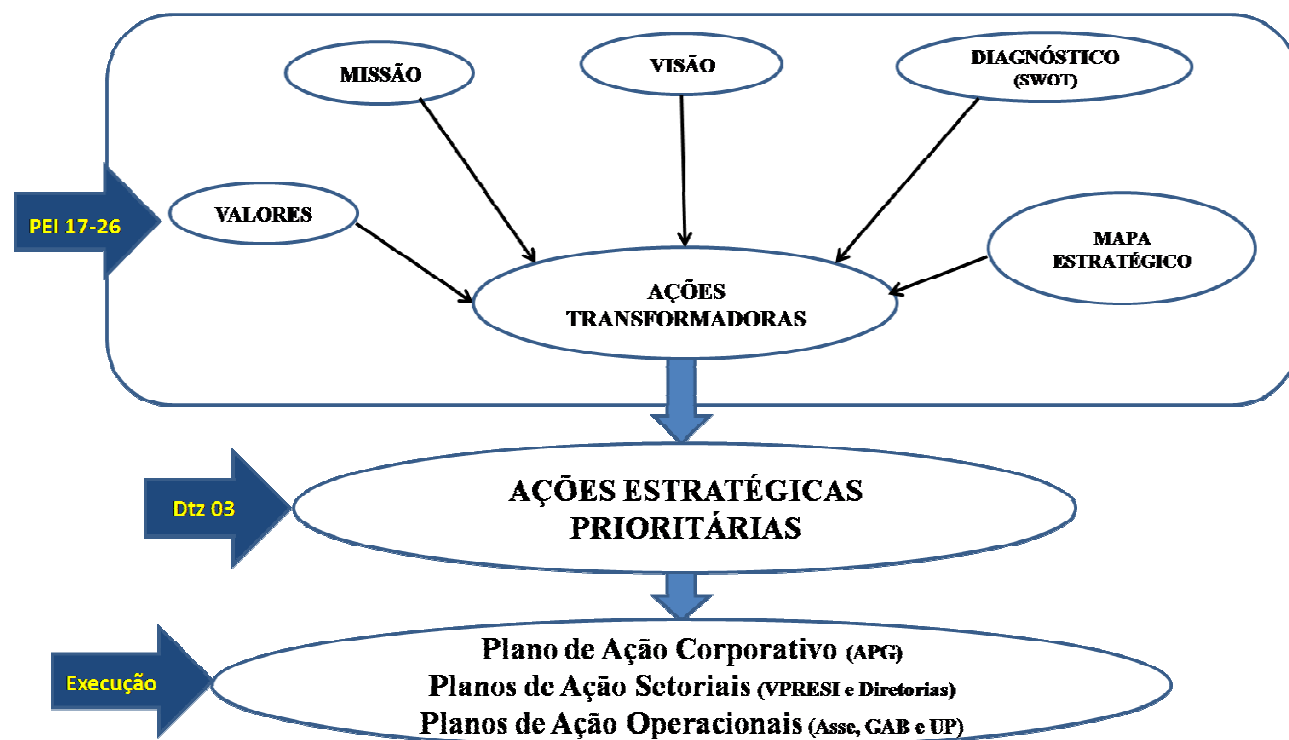 MISSÃO
VISÃO
DIAGNÓSTICO
(SWOT)
PEI 17-26
VALORES
MAPA
ESTRATÉGICO
AÇÕES
TRANSFORMADORAS
Dtz 03
AÇÕES ESTRATÉGICAS
PRIORITÁRIAS
Execução
Plano de Ação Corporativo (APG)
Planos de Ação Setoriais (VPRESI e Diretorias)
Planos de Ação Operacionais (Asse, GAB e UP)